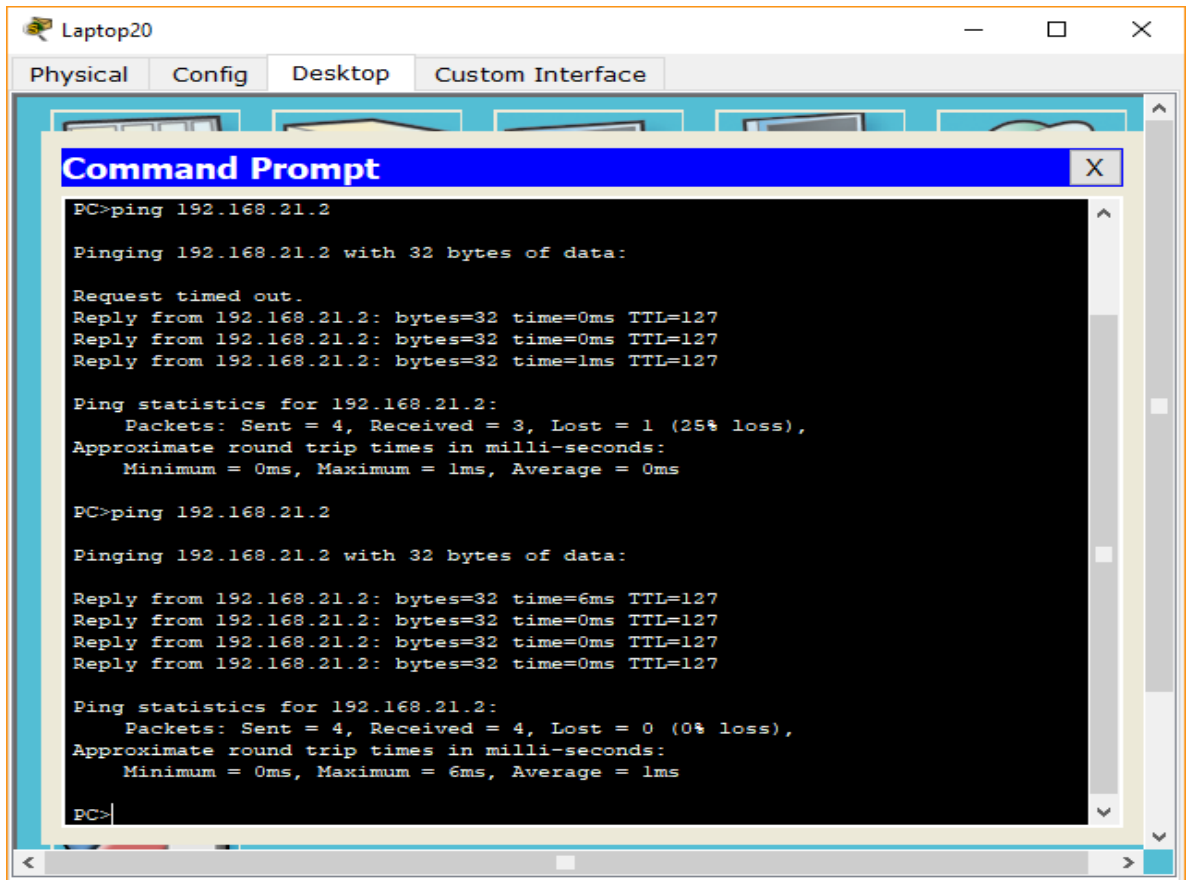 Laptop20
Physical Config Desktop Custom Interface
Command Prompt
X
PC>ping 192.168.21.2
Pinging 192.168.21.2 with 32 bytes of data:
Request timed out.
Reply from 192.168.21.2: bytes=32 time=0ms TTL=127
Reply from 192.168.21.2: bytes=32 time=0ms TTL=127
Reply from 192.168.21.2: bytes=32 time=1ms TTL=127
Ping statistics for 192.168.21.2:
Packets: Sent = 4, Received = 3, Lost = 1 (25% loss),
Approximate round trip times in milli-seconds:
Minimum = 0ms, Maximum = 1ms, Average = 0ms
PC>ping 192.168.21.2
Pinging 192.168.21.2 with 32 bytes of data:
Reply from 192.168.21.2: bytes=32 time=6ms TTL=127
Reply from 192.168.21.2: bytes=32 time=0ms TTL=127
Reply from 192.168.21.2: bytes=32 time=0ms TTL=127
Reply from 192.168.21.2: bytes=32 time=0ms TTL=127
Ping statistics for 192.168.21.2:
Packets: Sent = 4, Received = 4, Lost = 0 (0% loss),
Approximate round trip times in milli-seconds:
Minimum = 0ms, Maximum = 6ms, Average = 1ms
PC>